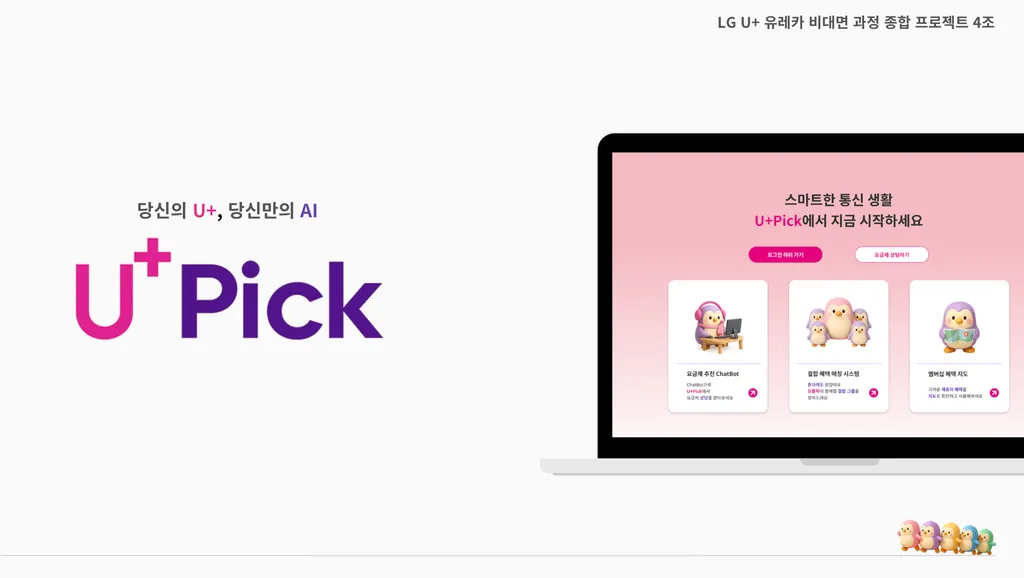 LG U+ 유레카 비대면 과정 종합 프로젝트 4조
당신의 U+, 당신만의 AI
U+Pick
스마트한 통신 생활
U+Pick에서 지금 시작하세요
로그인 하러 가기
요금제 상담하기
요금제 추천 ChatBot
ChatBot으로
U+Pick에서
요금제 상담을 받아보세요
결합 혜택 매칭 시스템
혼자여도 괜찮아요
유플렉이 완벽할 결합 그룹을
찾아드려요
멤버십 혜택 지도
가까운 제휴처 혜택을
지도로 확인하고 사용해보세요